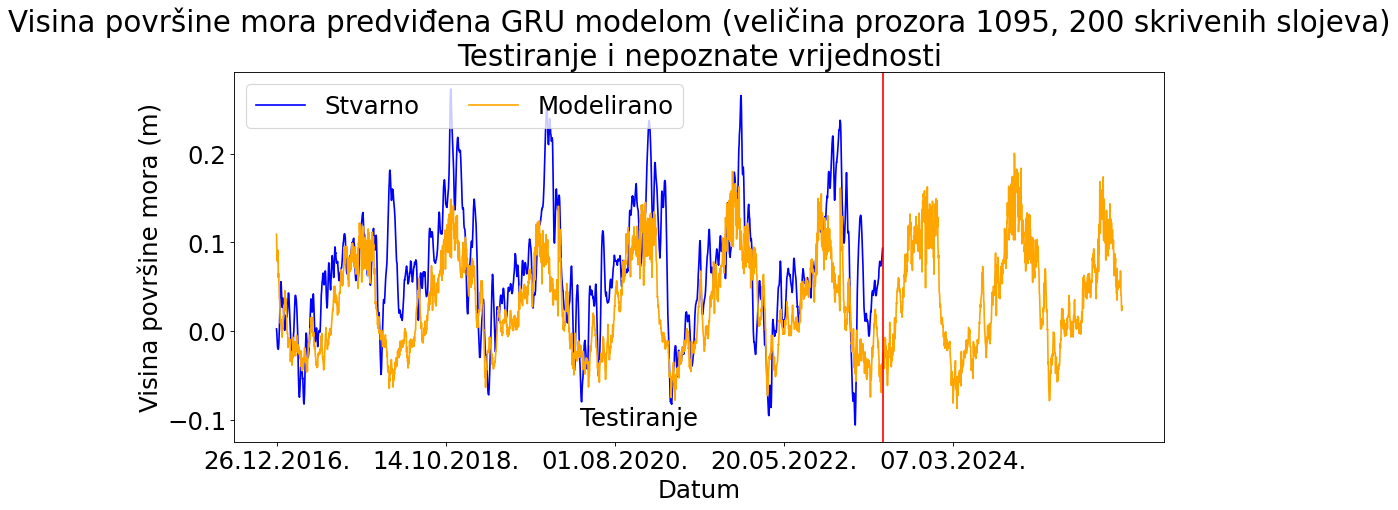 Visina površine mora predviđena GRU modelom (veličina prozora 1095, 200 skrivenih slojeva)
Testiranje i nepoznate vrijednosti
Stvarno Modelirano
Visina površine mora (m)
0.2
0.1
0.0
−0.1
Testiranje
26.12.2016. 14.10.2018. 01.08.2020. 20.05.2022. 07.03.2024.
Datum